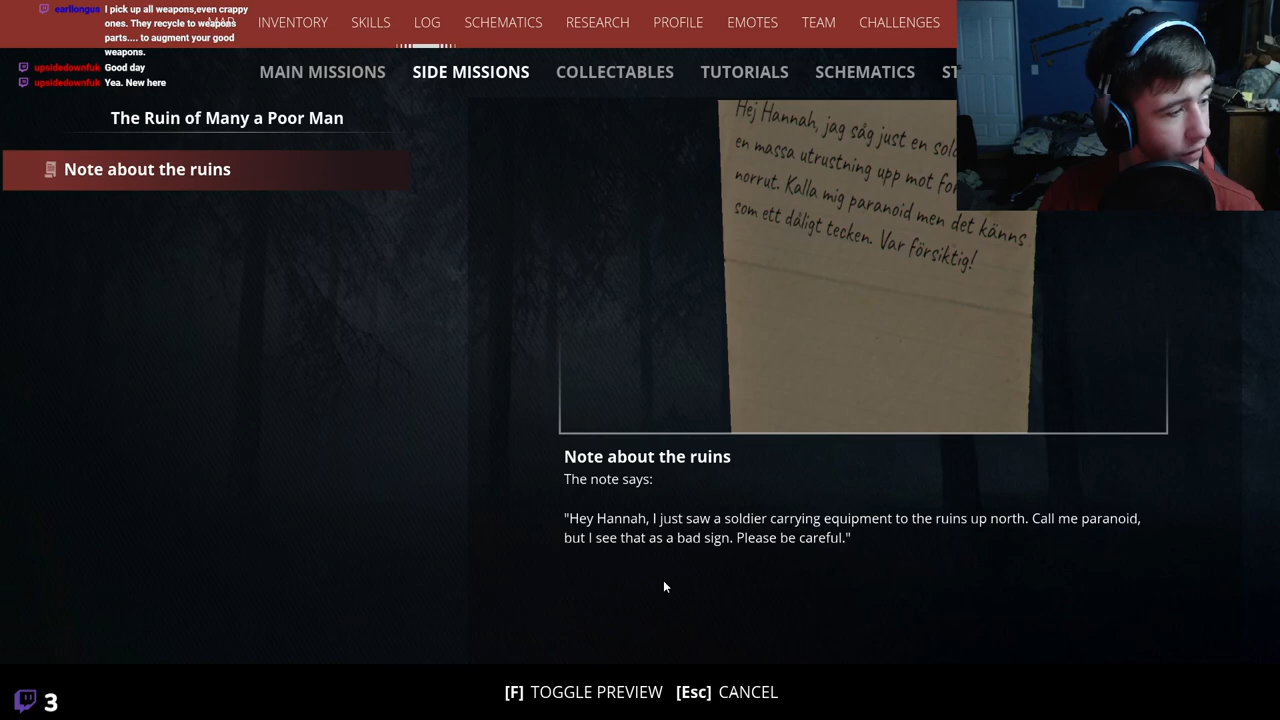 earllongus I pick up all weapons,even crappy
ones. They recycle to weapons
parts.... to augment your good
weapons.
upsidedownfuk Good day
upsidedownfuk Yea. New here
MAP INVENTORY SKILLS LOG SCHEMATICS RESEARCH PROFILE EMOTES TEAM CHALLENGES
MAIN MISSIONS SIDE MISSIONS COLLECTABLES TUTORIALS SCHEMATICS
The Ruin of Many a Poor Man
Note about the ruins
Hej Hannah, jag såg just en
en massa utrustning upp mot
norrut. Kalla mig paranoid men det känns
som ett dåligt tecken. Var försiktig!
Note about the ruins
The note says:
"Hey Hannah, I just saw a soldier carrying equipment to the ruins up north. Call me paranoid,
but I see that as a bad sign. Please be careful."
[F] TOGGLE PREVIEW [Esc] CANCEL
3